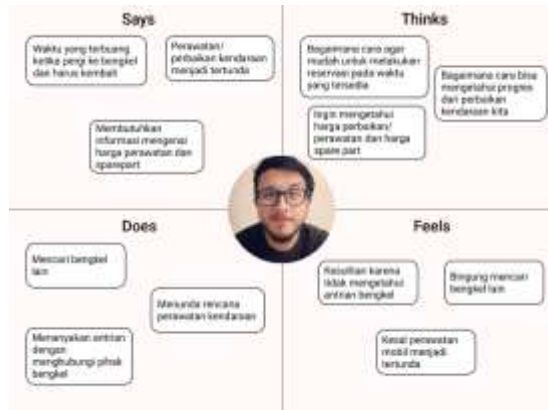 Says
Waktu yang terbuang
ketika pergi ke bengkel
dan harus kembali
Perawatan/
perbaikan kendaraan
menjadi tertunda
Membutuhkan
informasi mengenai
harga perawatan dan
sparepart
Thinks
Bagaimana cara agar
mudah untuk melakukan
reservasi pada waktu
yang tersedia
Bagaimana cara bisa
mengetahui progres
dari perbaikan
kendaraan kita
Ingin mengetahui
harga perbaikan/
perawatan dan harga
spare part
Does
Mencari bengkel
lain
Menunda rencana
perawatan kendaraan
Menanyakan antrian
dengan
menghubungi pihak
bengkel
Feels
Kesulitan karena
tidak mengetahui
antrian bengkel
Bingung mencari
bengkel lain
Kesal perawatan
mobil menjadi
tertunda